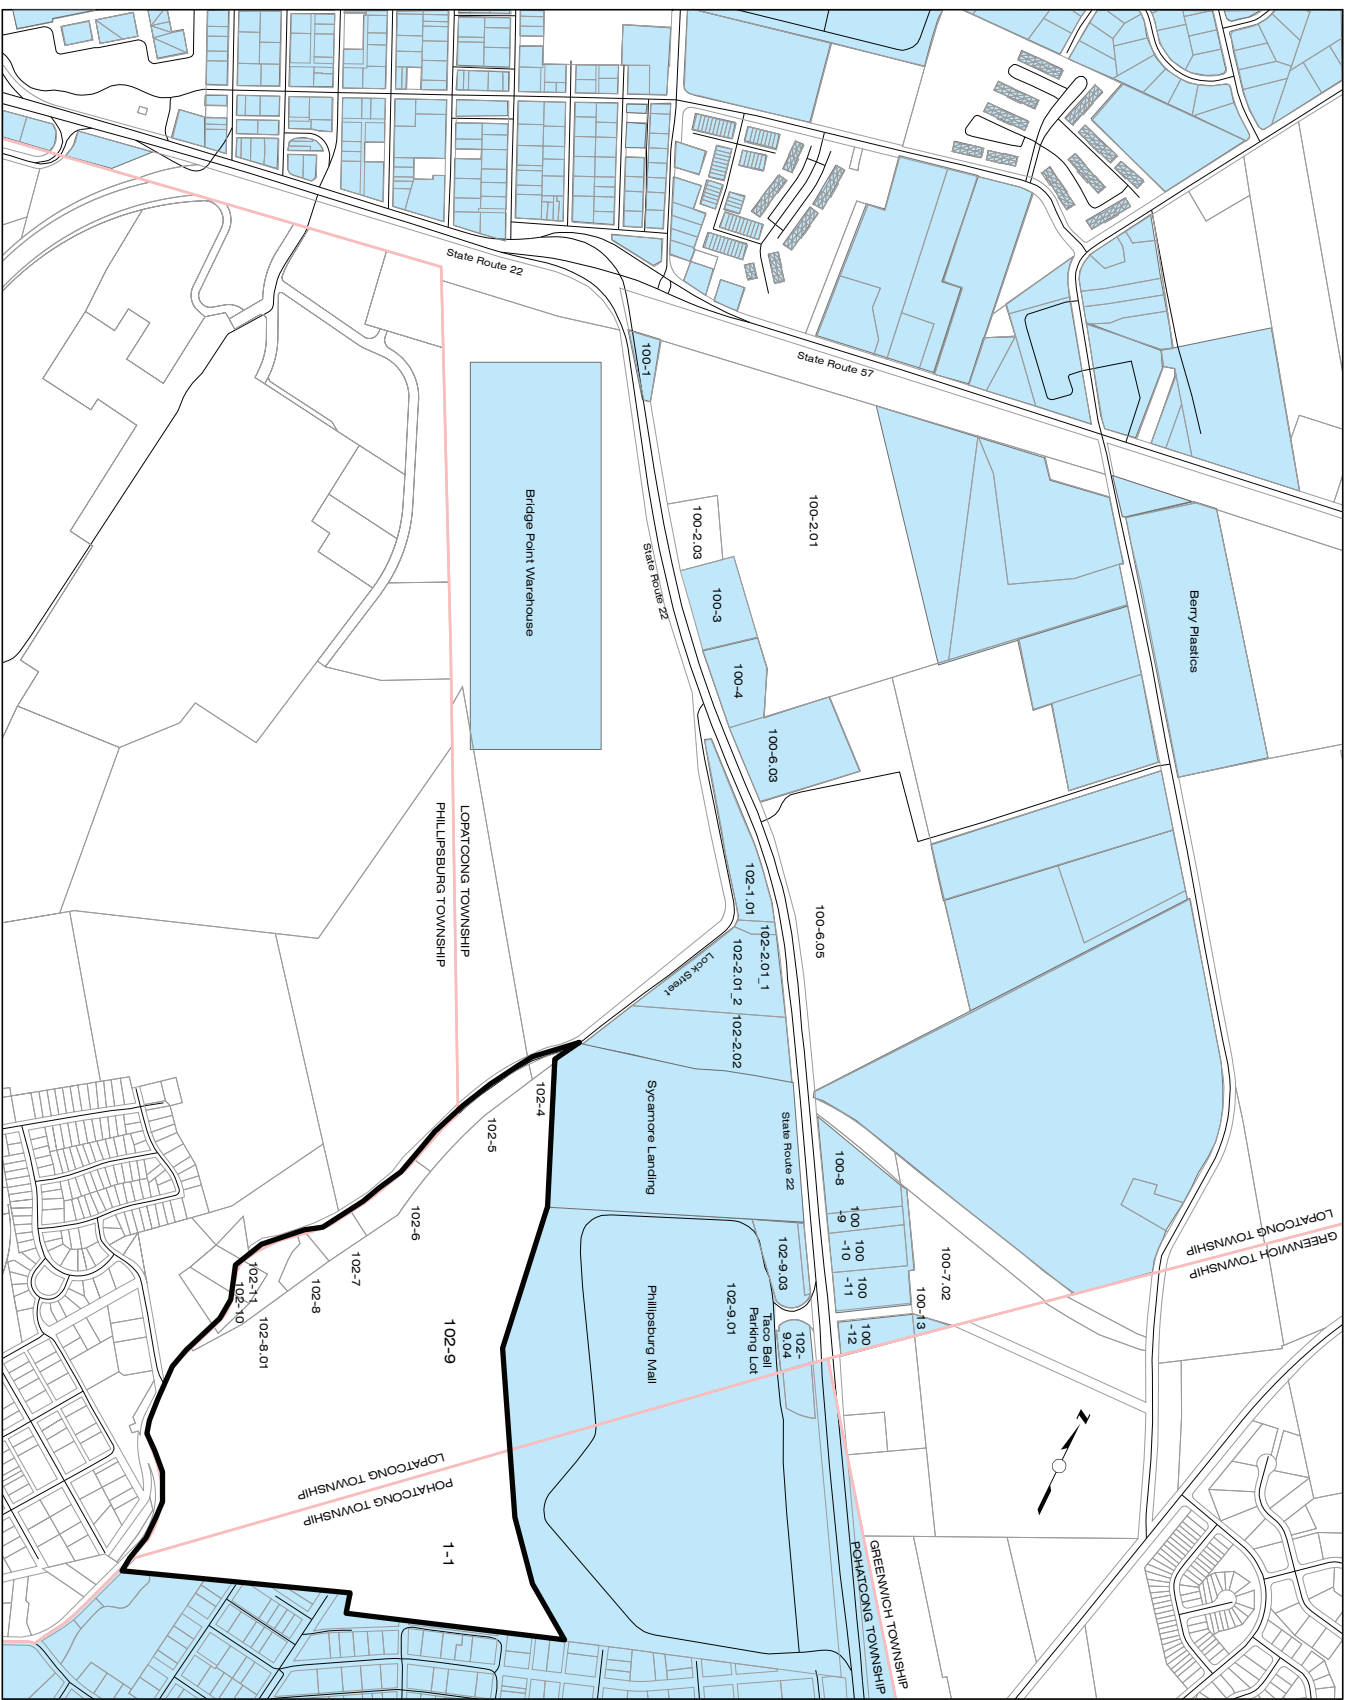 State Route 22
State Route 57
100-1
100-2.01
100-2.03
State Route 22
Bridge Point Warehouse
100-3
Berry Plastics
100-4
100-6.03
LOPATCONG TOWNSHIP
PHILLIPSBURG TOWNSHIP
102-1.01
100-6.05
102-2.01_1
102-2.01_2
Lock Street
102-2.02
102-4
Sycamore Landing
State Route 22
102-5
100-8
100
-9
100
-10
100
-11
100
-12
100-7.02
100-13
LOPATCONG TOWNSHIP
GREENWICH TOWNSHIP
102-6
102-7
102-8
102-11
102-10
102-8.01
102-9
102-9.03
102-9.01
Phillipsburg Mall
Taco Bell
Parking Lot
102-
9.04
Z
LOPATCONG TOWNSHIP
POHATCONG TOWNSHIP
1-1
GREENWICH TOWNSHIP
POHATCONG TOWNSHIP